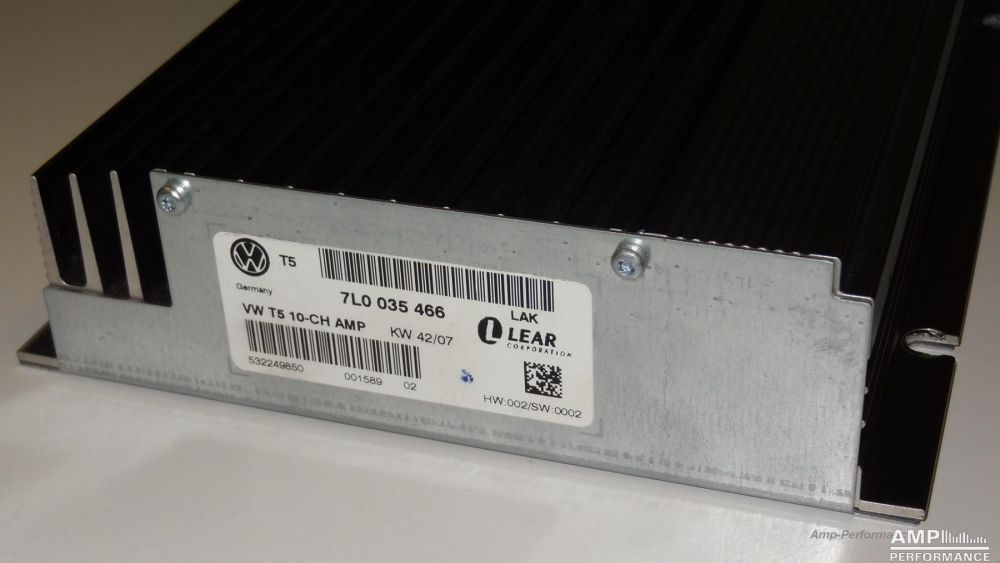 T5
Germany
7L0 035 466
LAK
VW T5 10-CH AMP
KW 42/07
LEAR
CORPORATION
532249850
001589 02
HW:002/SW:0002
Amp-Performa
AMP
PERFORMANCE